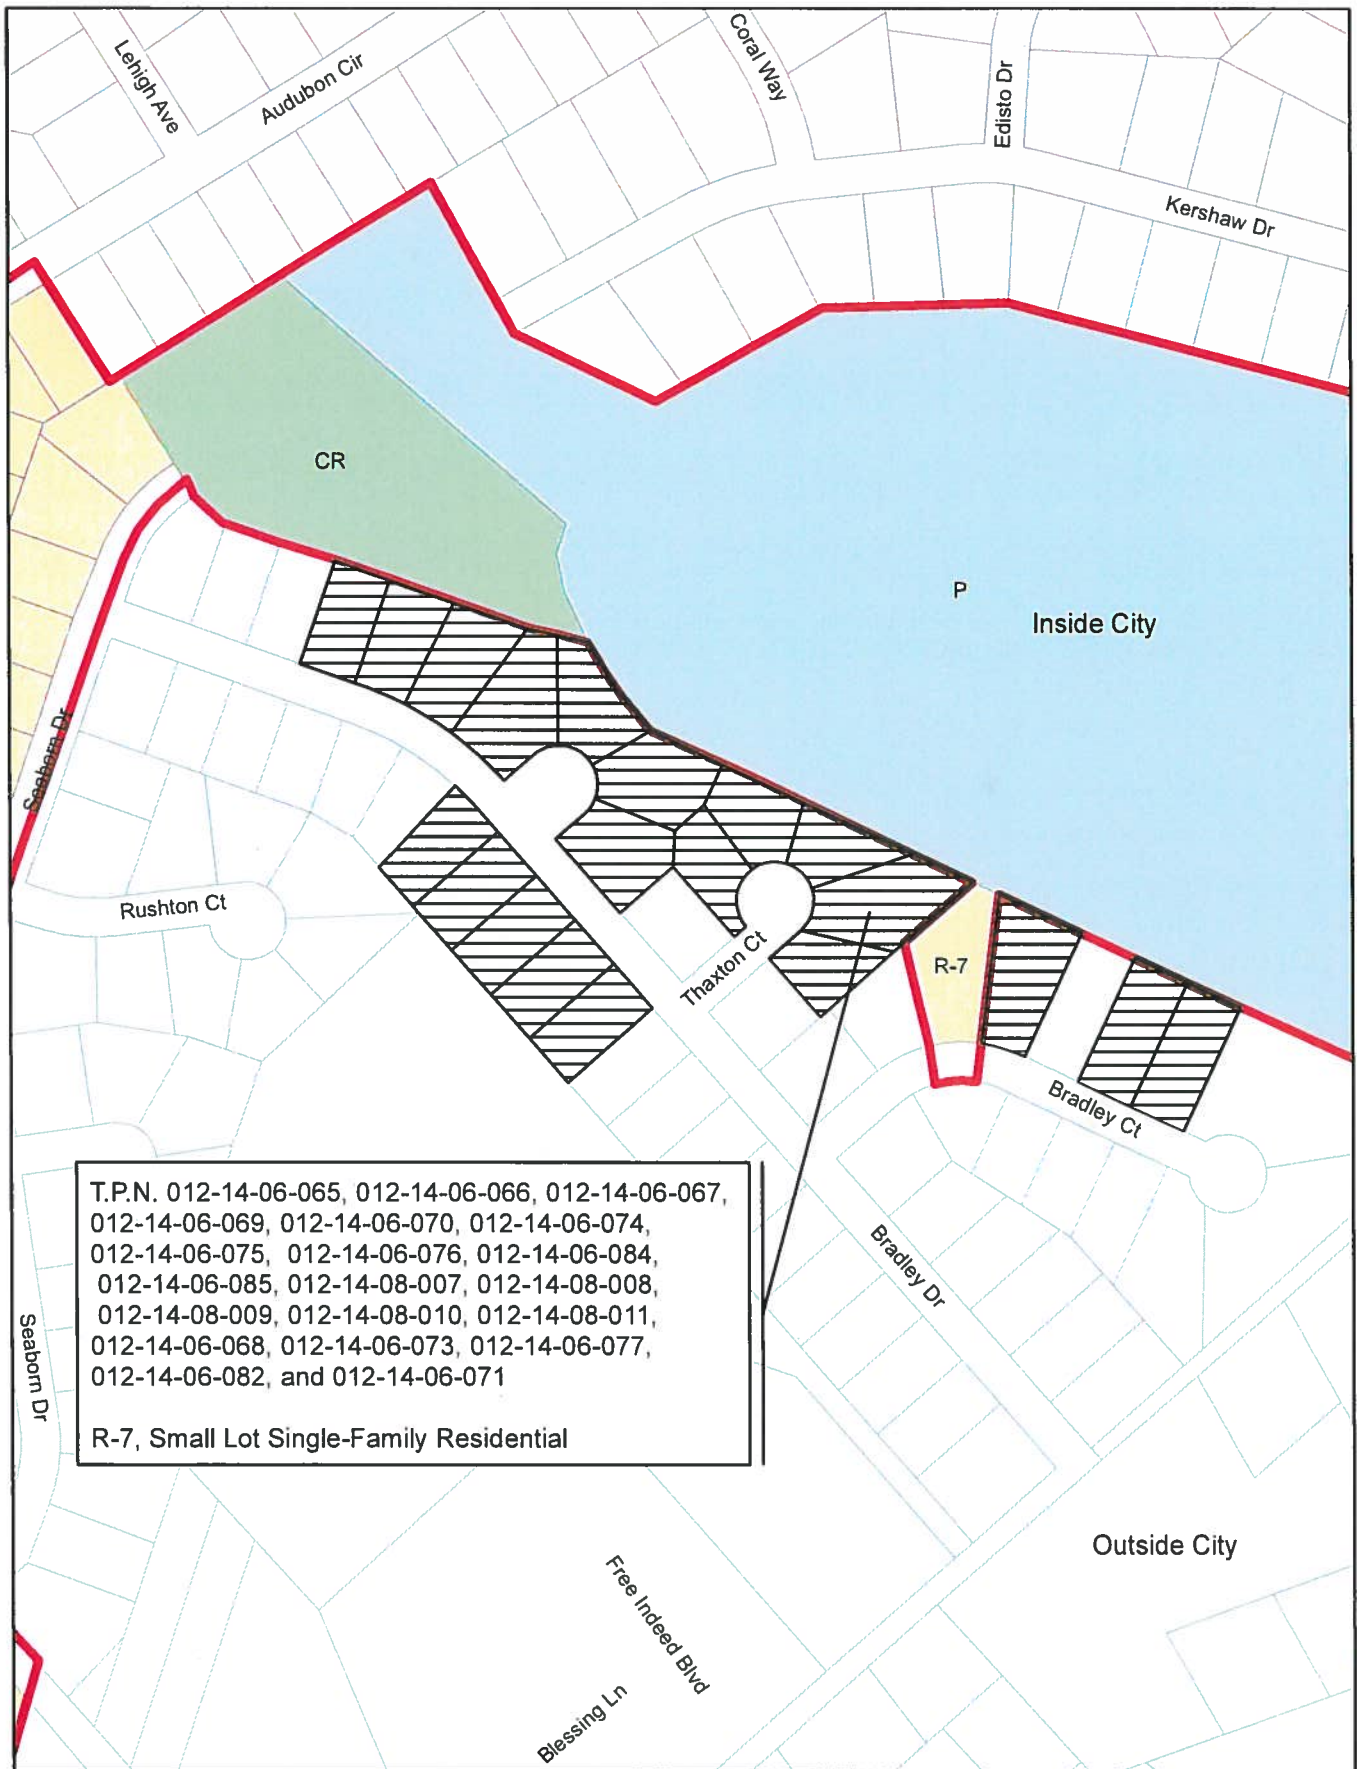 Lehigh Ave
Audubon Cir
Coral Way
Edisto Dr
Kershaw Dr
CR
P
Inside City
Seaborn Dr
Rushton Ct
Thaxton Ct
R-7
Bradley Ct
T.P.N. 012-14-06-065, 012-14-06-066, 012-14-06-067,
012-14-06-069, 012-14-06-070, 012-14-06-074,
012-14-06-075, 012-14-06-076, 012-14-06-084,
012-14-06-085, 012-14-08-007, 012-14-08-008,
012-14-08-009, 012-14-08-010, 012-14-08-011,
012-14-06-068, 012-14-06-073, 012-14-06-077,
012-14-06-082, and 012-14-06-071
R-7, Small Lot Single-Family Residential
Bradley Dr
Seaborn Dr
Outside City
Free Indeed Blvd
Blessing Ln